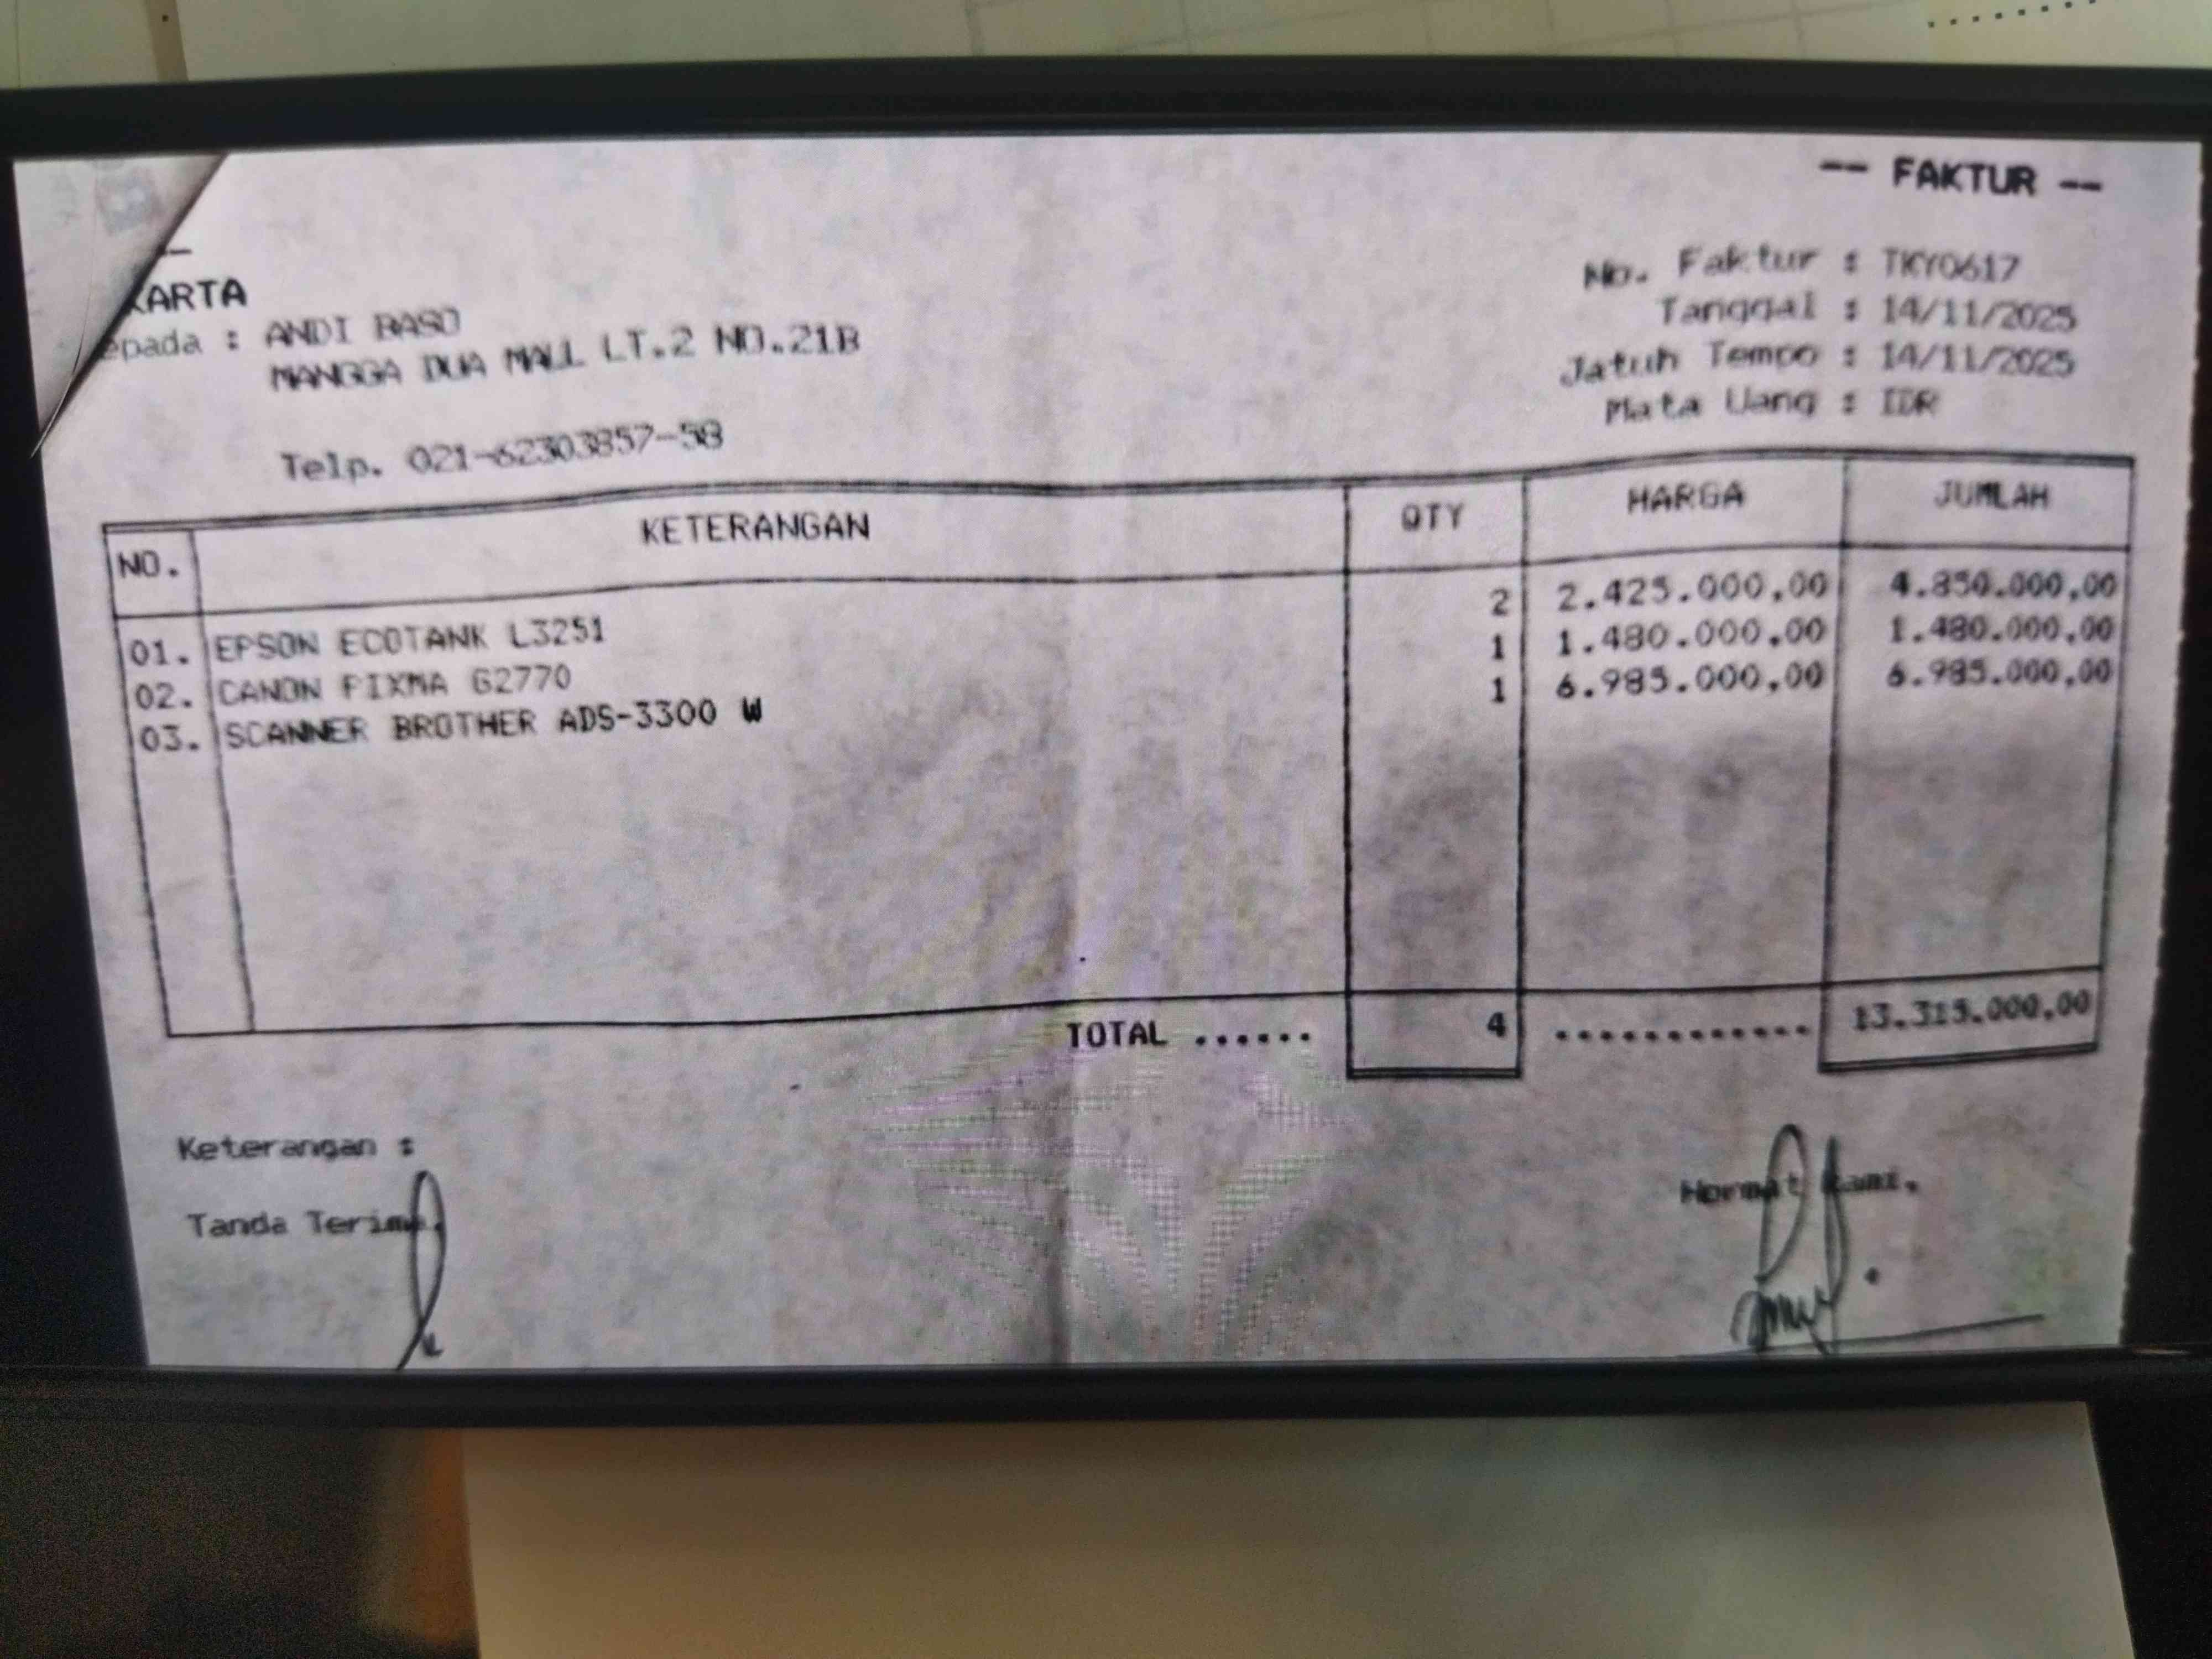 -- FAKTUR --
KARTA
epada : ANDI BASO
MANGGA DUA MALL LT.2 NO.21B
Telp. 021-62303857-58
No. Faktur : TKY0617
Tanggal : 14/11/2025
Jatuh Tempo : 14/11/2025
Mata Uang : IDR
NO. KETERANGAN QTY HARGA JUMLAH
01. EPSON ECOTANK L3251 2 2.425.000,00 4.850.000,00
02. CANON PIXMA G2770 1 1.480.000,00 1.480.000,00
03. SCANNER BROTHER ADS-3300 W 1 6.985.000,00 6.985.000,00
TOTAL ...... 4 ............ 13.315.000,00
Keterangan :
Tanda Terima,
Hormat Kami,